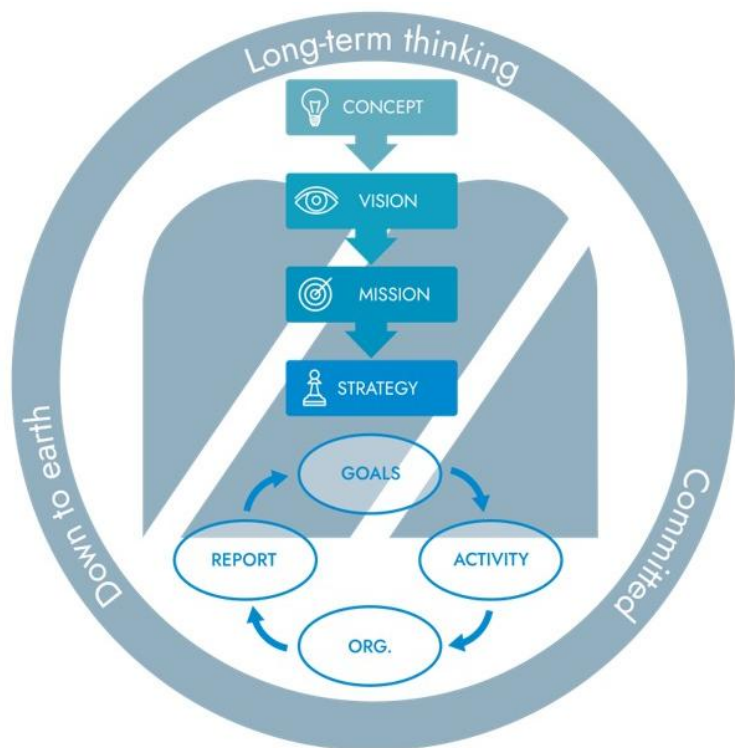 Long-term thinking
CONCEPT
VISION
MISSION
STRATEGY
GOALS
REPORT
ACTIVITY
ORG.
Down to earth
Committed